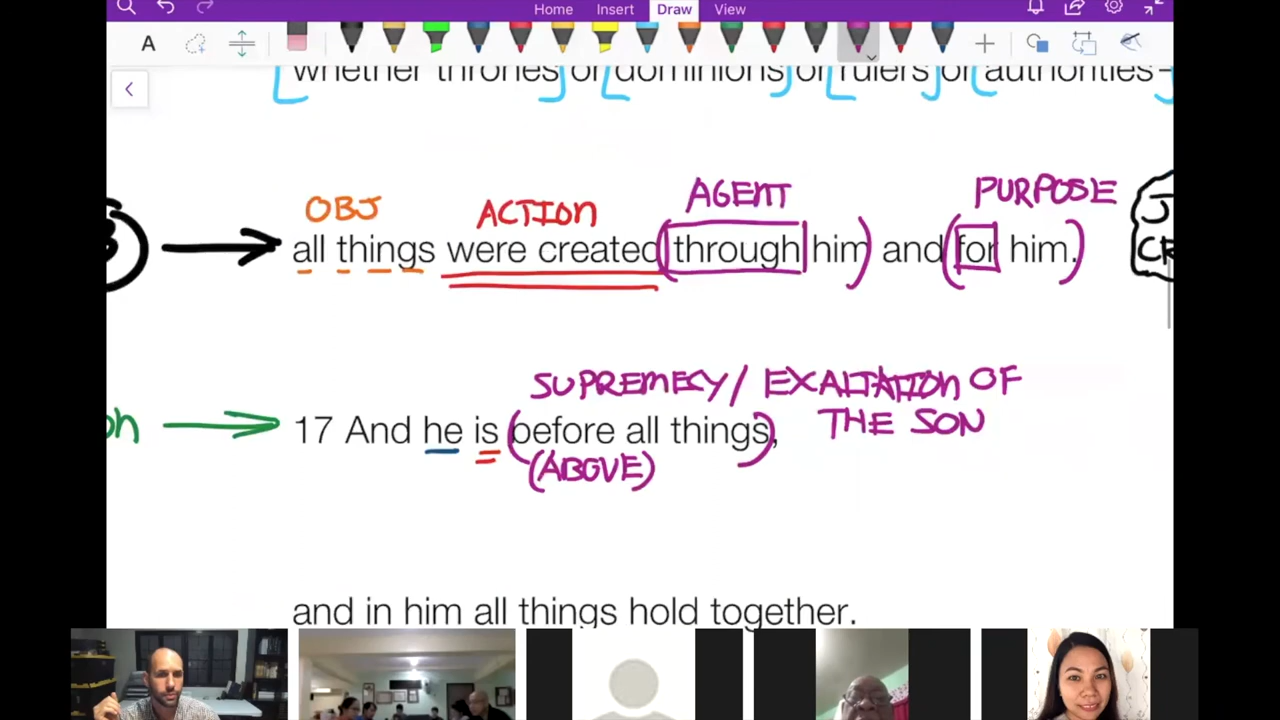 Home Insert Draw View
A
whether thrones or dominions or rulers or authorities-
OBJ ACTION AGENT PURPOSE
all things were created through him and for him.
J
CR
SUPREMECY/ EXALTATION OF
THE SON
on 17 And he is before all things,
(ABOVE)
and in him all things hold together.